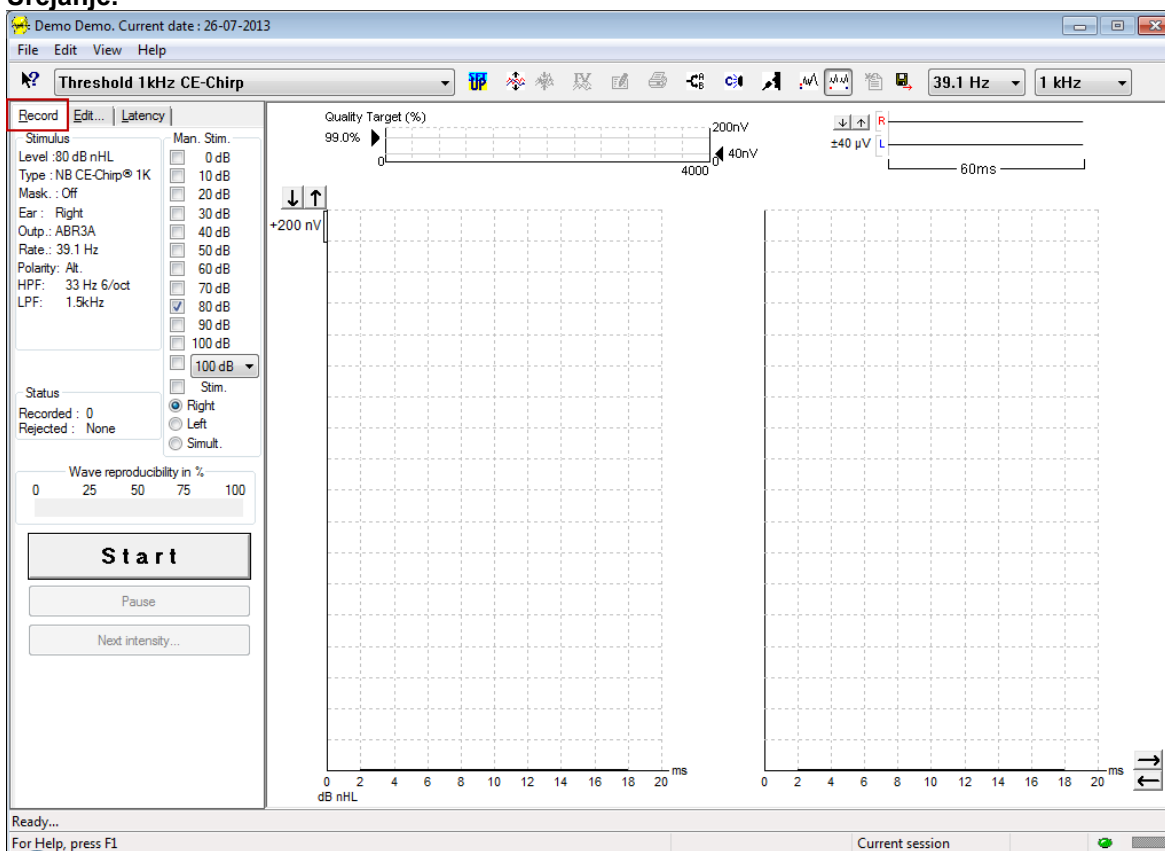 Urejanje.
Demo Demo. Current date : 26-07-2013
File Edit View Help
Threshold 1kHz CE-Chirp 39.1 Hz 1 kHz
Record Edit... Latency
Stimulus
Level :80 dB nHL
Type : NB CE-Chirp® 1K
Mask. : Off
Ear : Right
Outp.: ABR3A
Rate.: 39.1 Hz
Polarity: Alt.
HPF: 33 Hz 6/oct
LPF: 1.5kHz
Man. Stim.
0 dB
10 dB
20 dB
30 dB
40 dB
50 dB
60 dB
70 dB
80 dB
90 dB
100 dB
100 dB
Stim.
Right
Left
Simult.
Status
Recorded : 0
Rejected : None
Wave reproducibility in %
0 25 50 75 100
Start
Pause
Next intensity...
Quality Target (%)
99.0%
0
200nV
40nV
0
4000
R
±40 µV L
60ms
+200 nV
0 2 4 6 8 10 12 14 16 18 20 ms
dB nHL
0 2 4 6 8 10 12 14 16 18 20 ms
Ready...
For Help, press F1 Current session